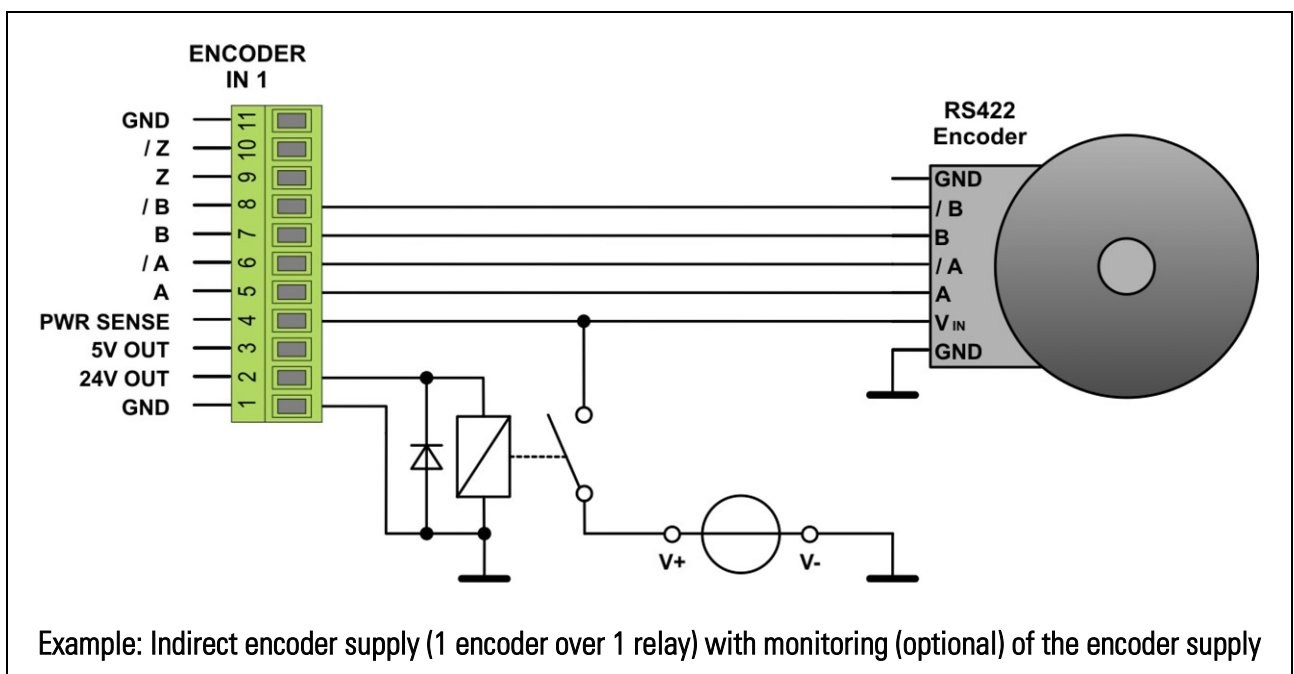 ENCODER
IN 1
GND 11
/ Z 10
Z 9
/ B 8
B 7
/ A 6
A 5
PWR SENSE 4
5V OUT 3
24V OUT 2
GND 1
RS422
Encoder
GND
/ B
B
/ A
A
V IN
GND
V+ V-
Example: Indirect encoder supply (1 encoder over 1 relay) with monitoring (optional) of the encoder supply